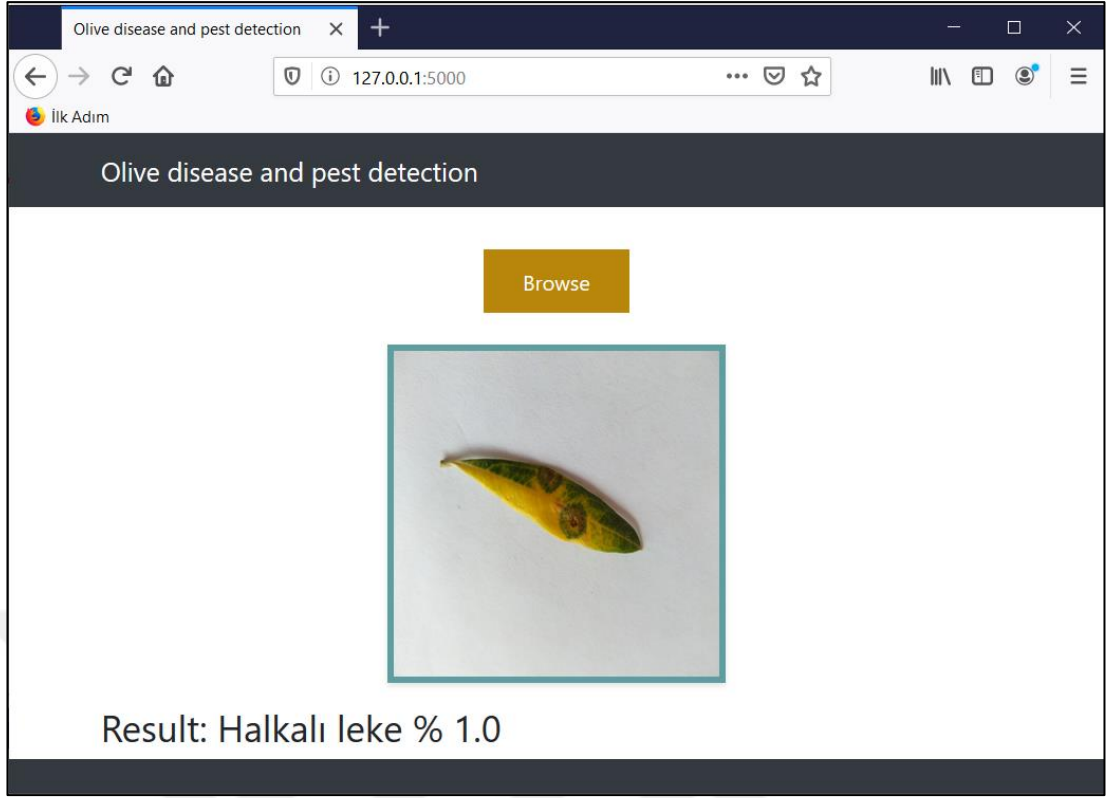 Olive disease and pest detection
127.0.0.1:5000
İlk Adım
Olive disease and pest detection
Browse
Result: Halkalı leke % 1.0